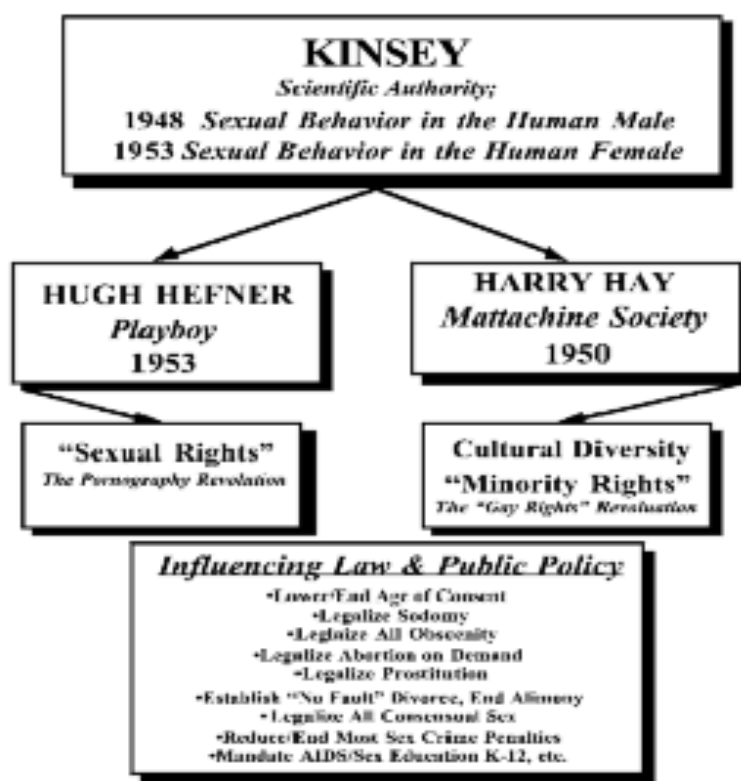 KINSEY
Scientific Authority;
1948 Sexual Behavior in the Human Male
1953 Sexual Behavior in the Human Female
HUGH HEFNER
Playboy
1953
HARRY HAY
Mattachine Society
1950
“Sexual Rights”
The Pornography Revolution
Cultural Diversity
“Minority Rights”
The “Gay Rights” Revoluation
Influencing Law & Public Policy
•Lower/End Age of Consent
•Legalize Sodomy
•Leglaize All Obscenity
•Legalize Abortion on Demand
•Legalize Prostitution
•Establish “No Fault” Divorce, End Alimony
•Legalize All Consensual Sex
•Reduce/End Most Sex Crime Penalties
•Mandate AIDS/Sex Education K-12, etc.